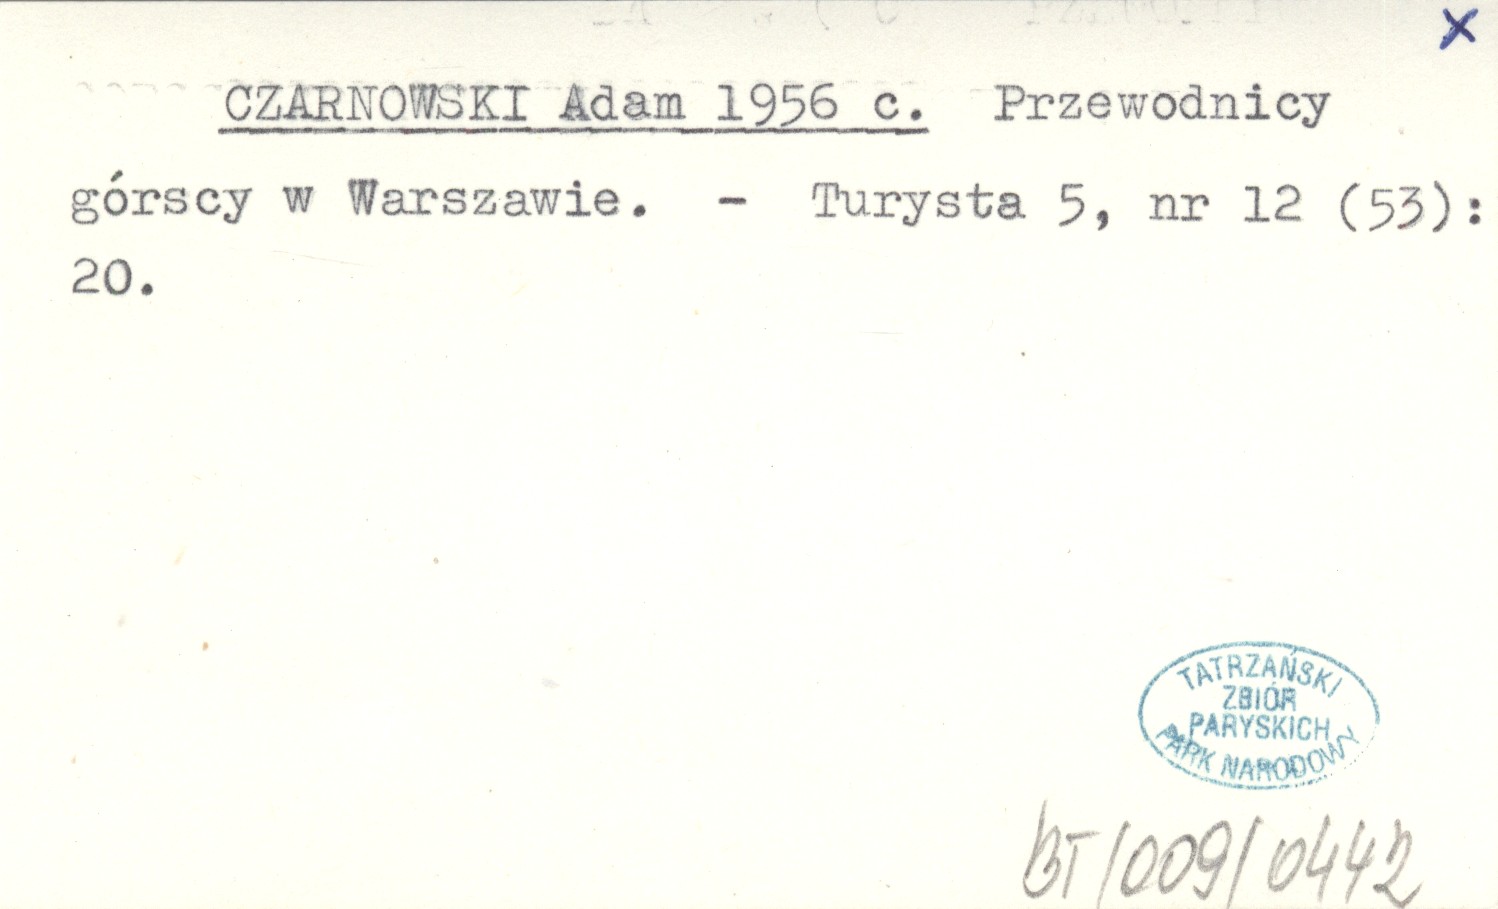 x
CZARNOWSKI Adam 1956 c. Przewodnicy
górscy w Warszawie. - Turysta 5, nr 12 (53):
20.
TATRZAŃSKI
ZBIÓR
PARYSKICH
PARK NARODOWY
BT/009/0442